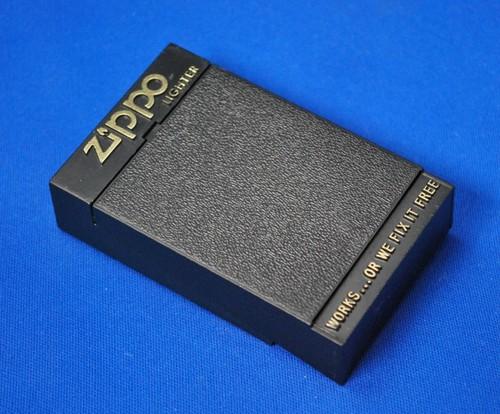 Zippo
LIGHTER
WORKS...OR WE FIX IT FREE